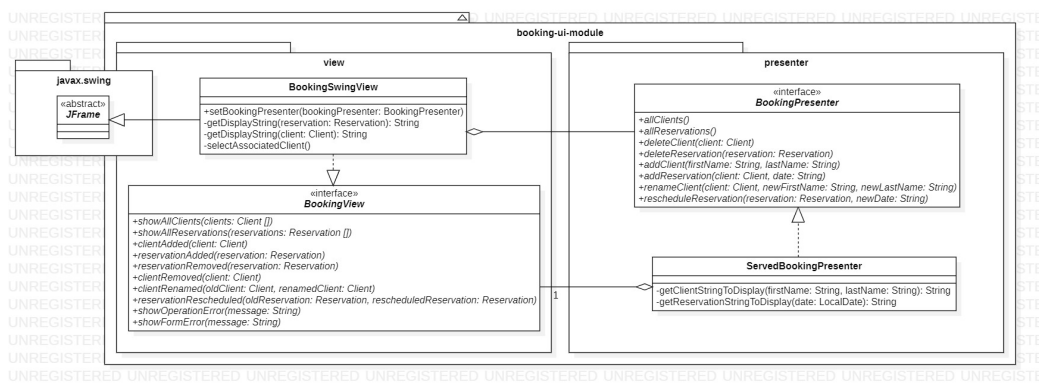 booking-ui-module
view
presenter
javax.swing
«abstract»
JFrame
BookingSwingView
+setBookingPresenter(bookingPresenter: BookingPresenter)
-getDisplayString(reservation: Reservation): String
-getDisplayString(client: Client): String
-selectAssociatedClient()
«interface»
BookingView
+showAllClients(clients: Client [])
+showAllReservations(reservations: Reservation [])
+clientAdded(client: Client)
+reservationAdded(reservation: Reservation)
+reservationRemoved(reservation: Reservation)
+clientRemoved(client: Client)
+clientRenamed(oldClient: Client, renamedClient: Client)
+reservationRescheduled(oldReservation: Reservation, rescheduledReservation: Reservation)
+showOperationError(message: String)
+showFormError(message: String)
1
«interface»
BookingPresenter
+allClients()
+allReservations()
+deleteClient(client: Client)
+deleteReservation(reservation: Reservation)
+addClient(firstName: String, lastName: String)
+addReservation(client: Client, date: String)
+renameClient(client: Client, newFirstName: String, newLastName: String)
+rescheduleReservation(reservation: Reservation, newDate: String)
ServedBookingPresenter
-getClientStringToDisplay(firstName: String, lastName: String): String
-getReservationStringToDisplay(date: LocalDate): String
UNREGISTERED UNREGISTERED UNREGISTERED UNREGISTERED UNREGISTERED UNREGISTERED UNREGISTERED UNREGISTERED